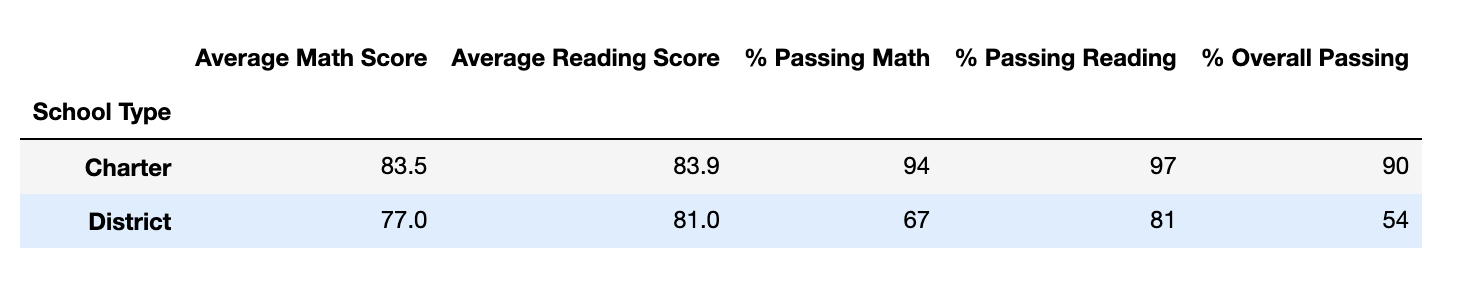 Average Math Score Average Reading Score % Passing Math % Passing Reading % Overall Passing
School Type
Charter 83.5 83.9 94 97 90
District 77.0 81.0 67 81 54